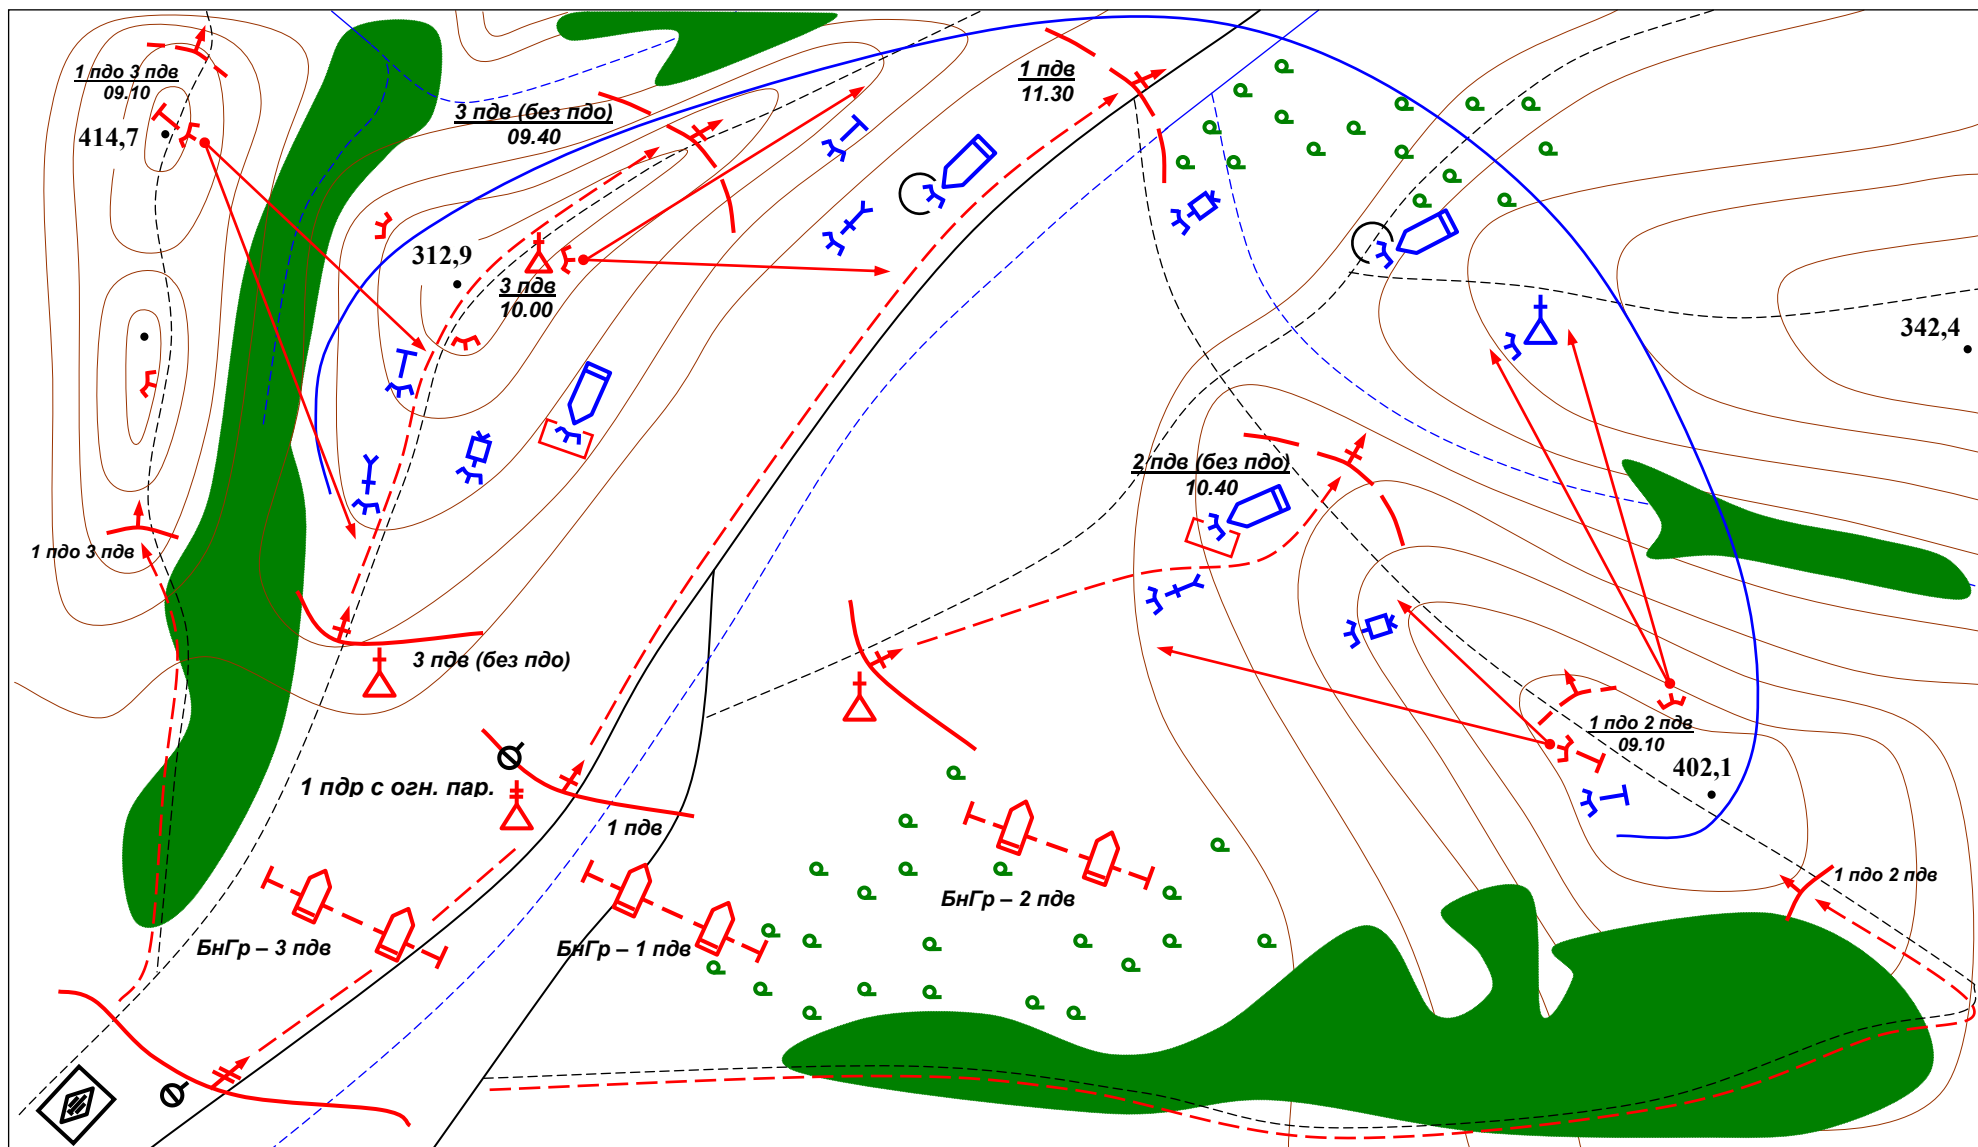 1 пдо 3 пдв
09.10
414,7
3 пдв (без пдо)
09.40
1 пдв
11.30
312,9
3 пдв
10.00
342,4
2 пдв (без пдо)
10.40
1 пдо 3 пдв
3 пдв (без пдо)
1 пдр с огн. пар.
1 пдв
1 пдо 2 пдв
09.10
402,1
1 пдо 2 пдв
БнГр – 2 пдв
БнГр – 3 пдв
БнГр – 1 пдв